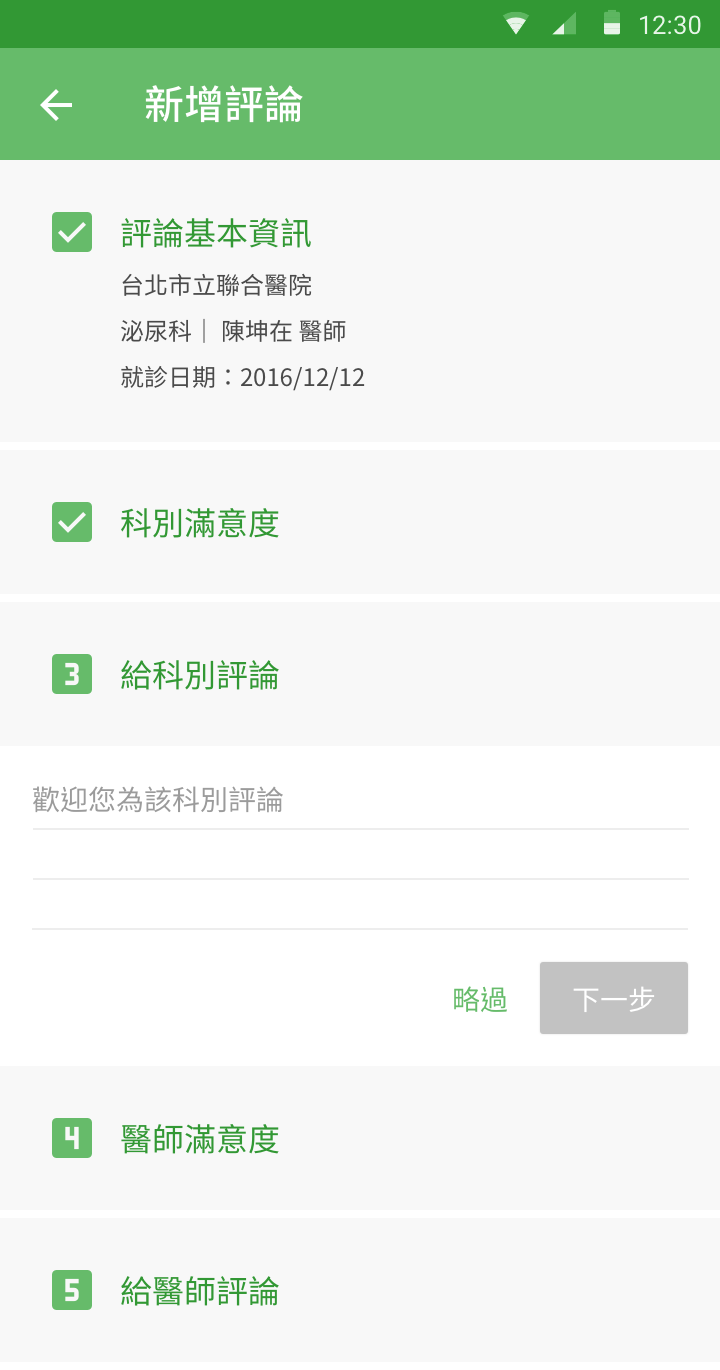 12:30
新增評論
評論基本資訊
台北市立聯合醫院
泌尿科｜ 陳坤在 醫師
就診日期：2016/12/12
科別滿意度
3 給科別評論
歡迎您為該科別評論
略過 下一步
4 醫師滿意度
5 給醫師評論